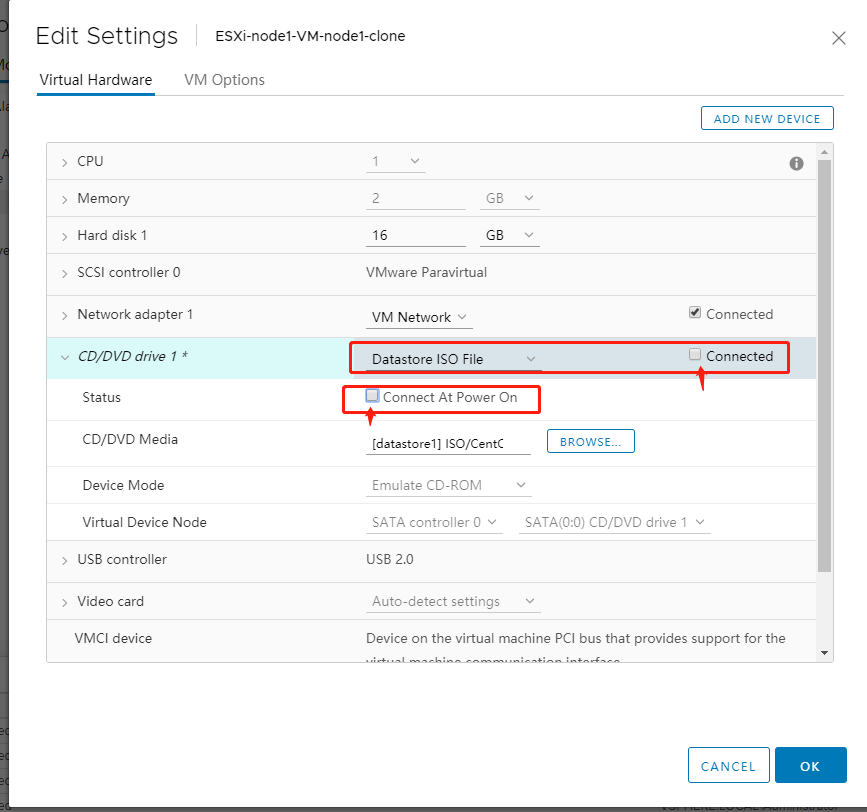 Edit Settings ESXi-node1-VM-node1-clone
Virtual Hardware VM Options
ADD NEW DEVICE
CPU 1
Memory 2 GB
Hard disk 1 16 GB
SCSI controller 0 VMware Paravirtual
Network adapter 1 VM Network Connected
CD/DVD drive 1 * Datastore ISO File Connected
Status Connect At Power On
CD/DVD Media [datastore1] ISO/CentC BROWSE...
Device Mode Emulate CD-ROM
Virtual Device Node SATA controller 0 SATA(0:0) CD/DVD drive 1
USB controller USB 2.0
Video card Auto-detect settings
VMCI device Device on the virtual machine PCI bus that provides support for the
virtual machine communication interface
CANCEL OK